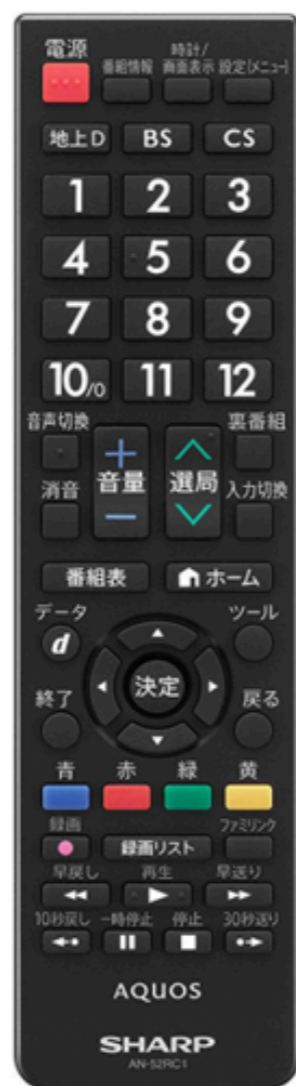 電源
時計/
番組情報 画面表示 設定(メニュー)
地上D BS CS
1 2 3
4 5 6
7 8 9
10/0 11 12
音声切換 裏番組
＋ 音量 － 選局
消音 入力切換
番組表 ホーム
データ ツール
d 決定
終了 戻る
青 赤 緑 黄
録画 録画リスト ファミリンク
早戻し 再生 早送り
10秒戻し 一時停止 停止 30秒送り
AQUOS
SHARP
AN-52RC1